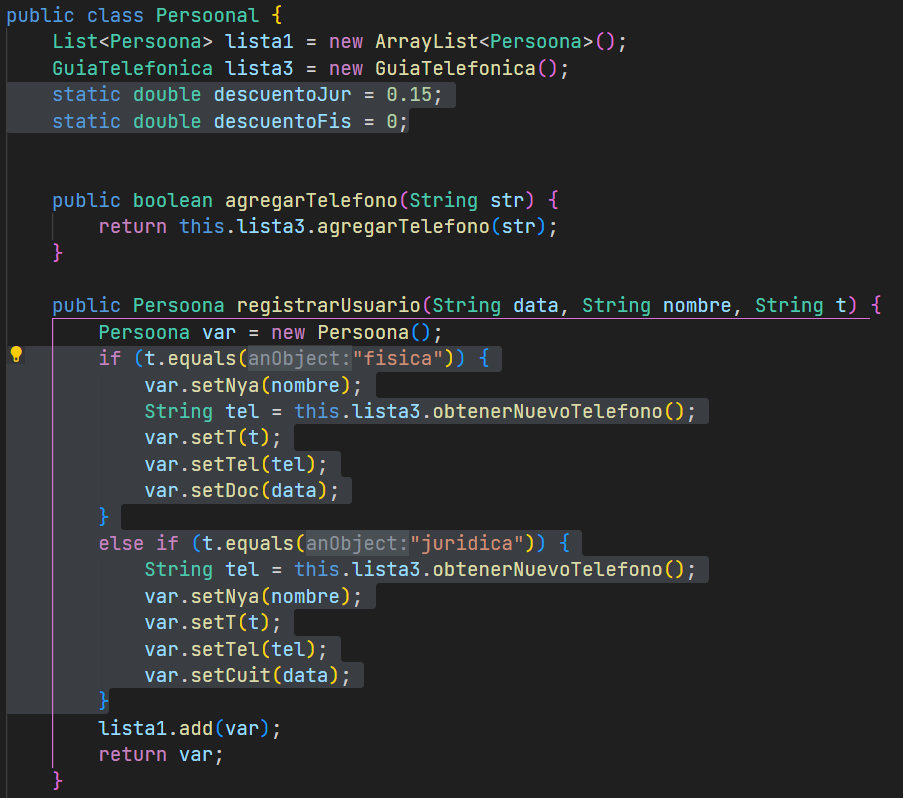 public class Persoonal {
    List<Persoona> lista1 = new ArrayList<Persoona>();
    GuiaTelefonica lista3 = new GuiaTelefonica();
    static double descuentoJur = 0.15;
    static double descuentoFis = 0;
    public boolean agregarTelefono(String str) {
        return this.lista3.agregarTelefono(str);
    }
    public Persoona registrarUsuario(String data, String nombre, String t) {
        Persoona var = new Persoona();
        if (t.equals(anObject:"fisica")) {
            var.setNya(nombre);
            String tel = this.lista3.obtenerNuevoTelefono();
            var.setT(t);
            var.setTel(tel);
            var.setDoc(data);
        }
        else if (t.equals(anObject:"juridica")) {
            String tel = this.lista3.obtenerNuevoTelefono();
            var.setNya(nombre);
            var.setT(t);
            var.setTel(tel);
            var.setCuit(data);
        }
        lista1.add(var);
        return var;
    }